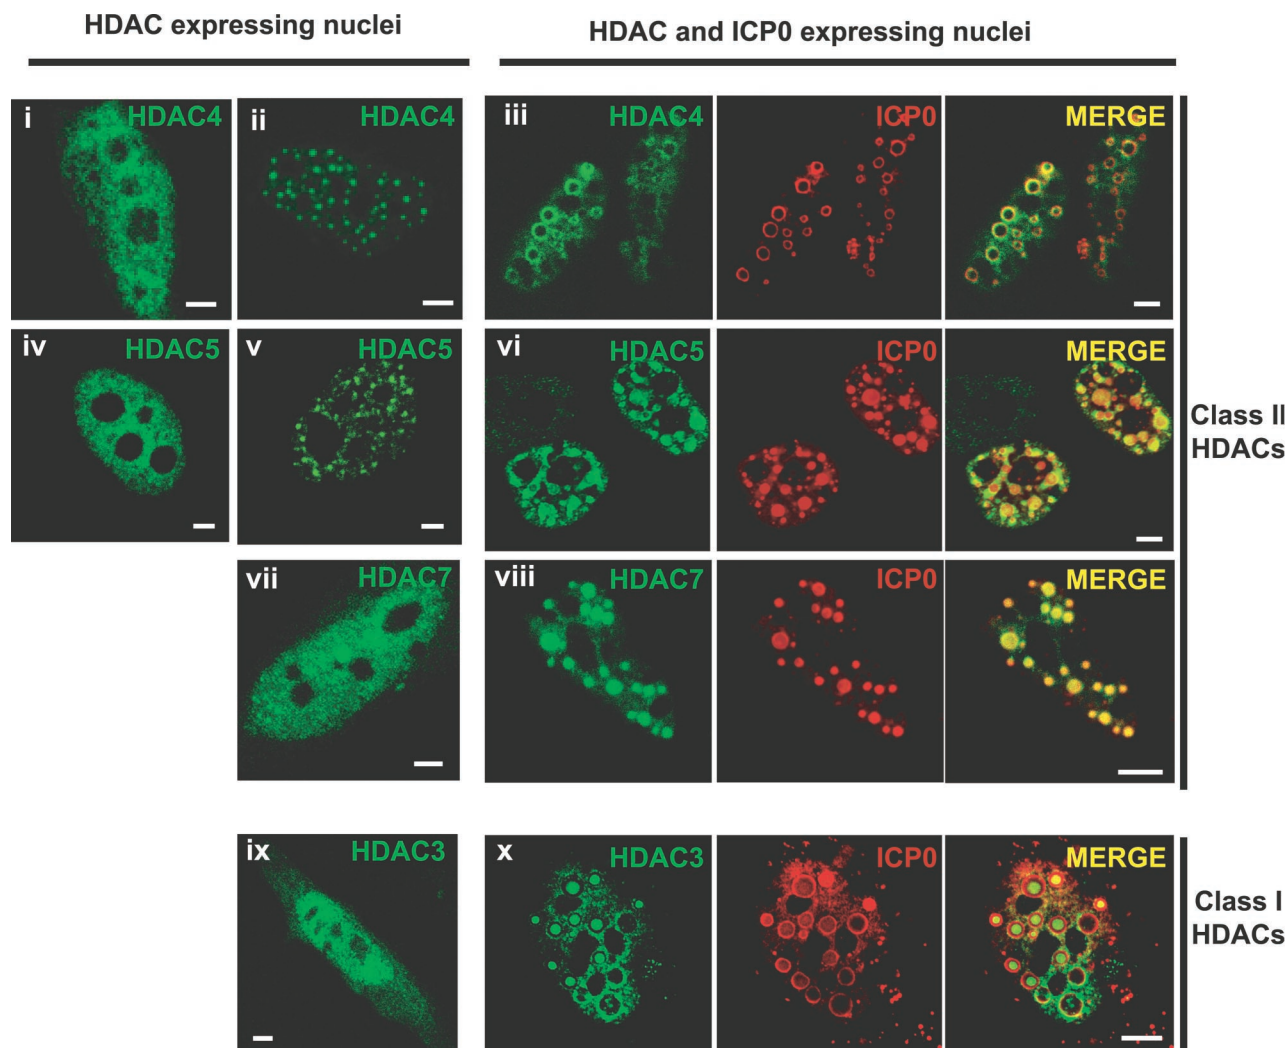 HDAC expressing nuclei
HDAC and ICP0 expressing nuclei
i HDAC4
ii HDAC4
iii HDAC4
ICP0
MERGE
iv HDAC5
v HDAC5
vi HDAC5
ICP0
MERGE
Class II
HDACs
vii HDAC7
viii HDAC7
ICP0
MERGE
ix HDAC3
x HDAC3
ICP0
MERGE
Class I
HDACs